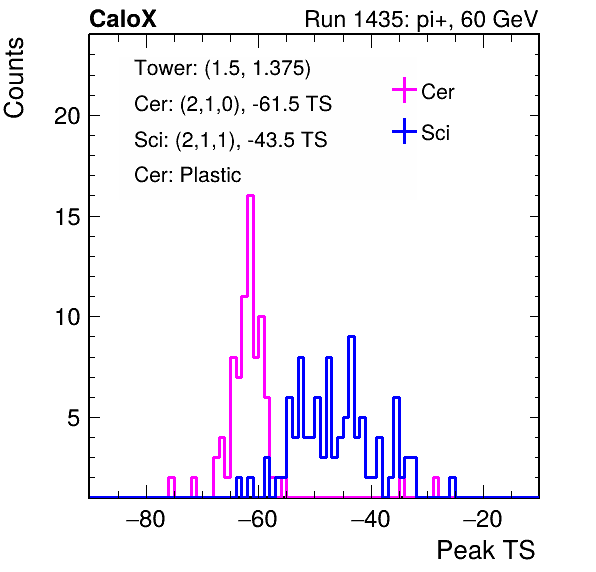 CaloX Run 1435: pi+, 60 GeV
Counts
Tower: (1.5, 1.375)
Cer: (2,1,0), -61.5 TS
Sci: (2,1,1), -43.5 TS
Cer: Plastic
Cer
Sci
20
15
10
5
−80 −60 −40 −20
Peak TS